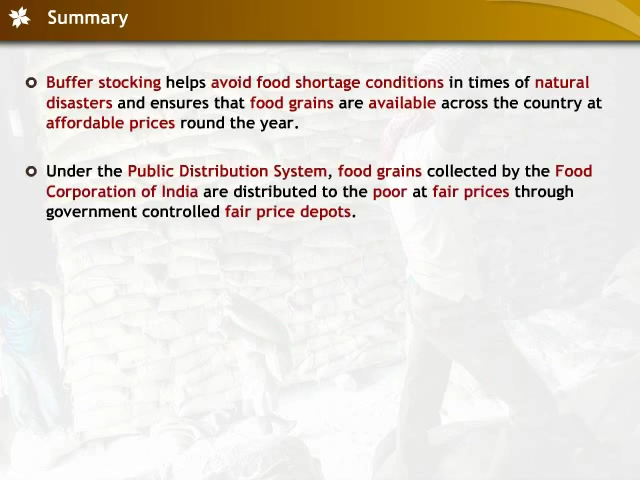 Summary
Buffer stocking helps avoid food shortage conditions in times of natural
disasters and ensures that food grains are available across the country at
affordable prices round the year.
Under the Public Distribution System, food grains collected by the Food
Corporation of India are distributed to the poor at fair prices through
government controlled fair price depots.